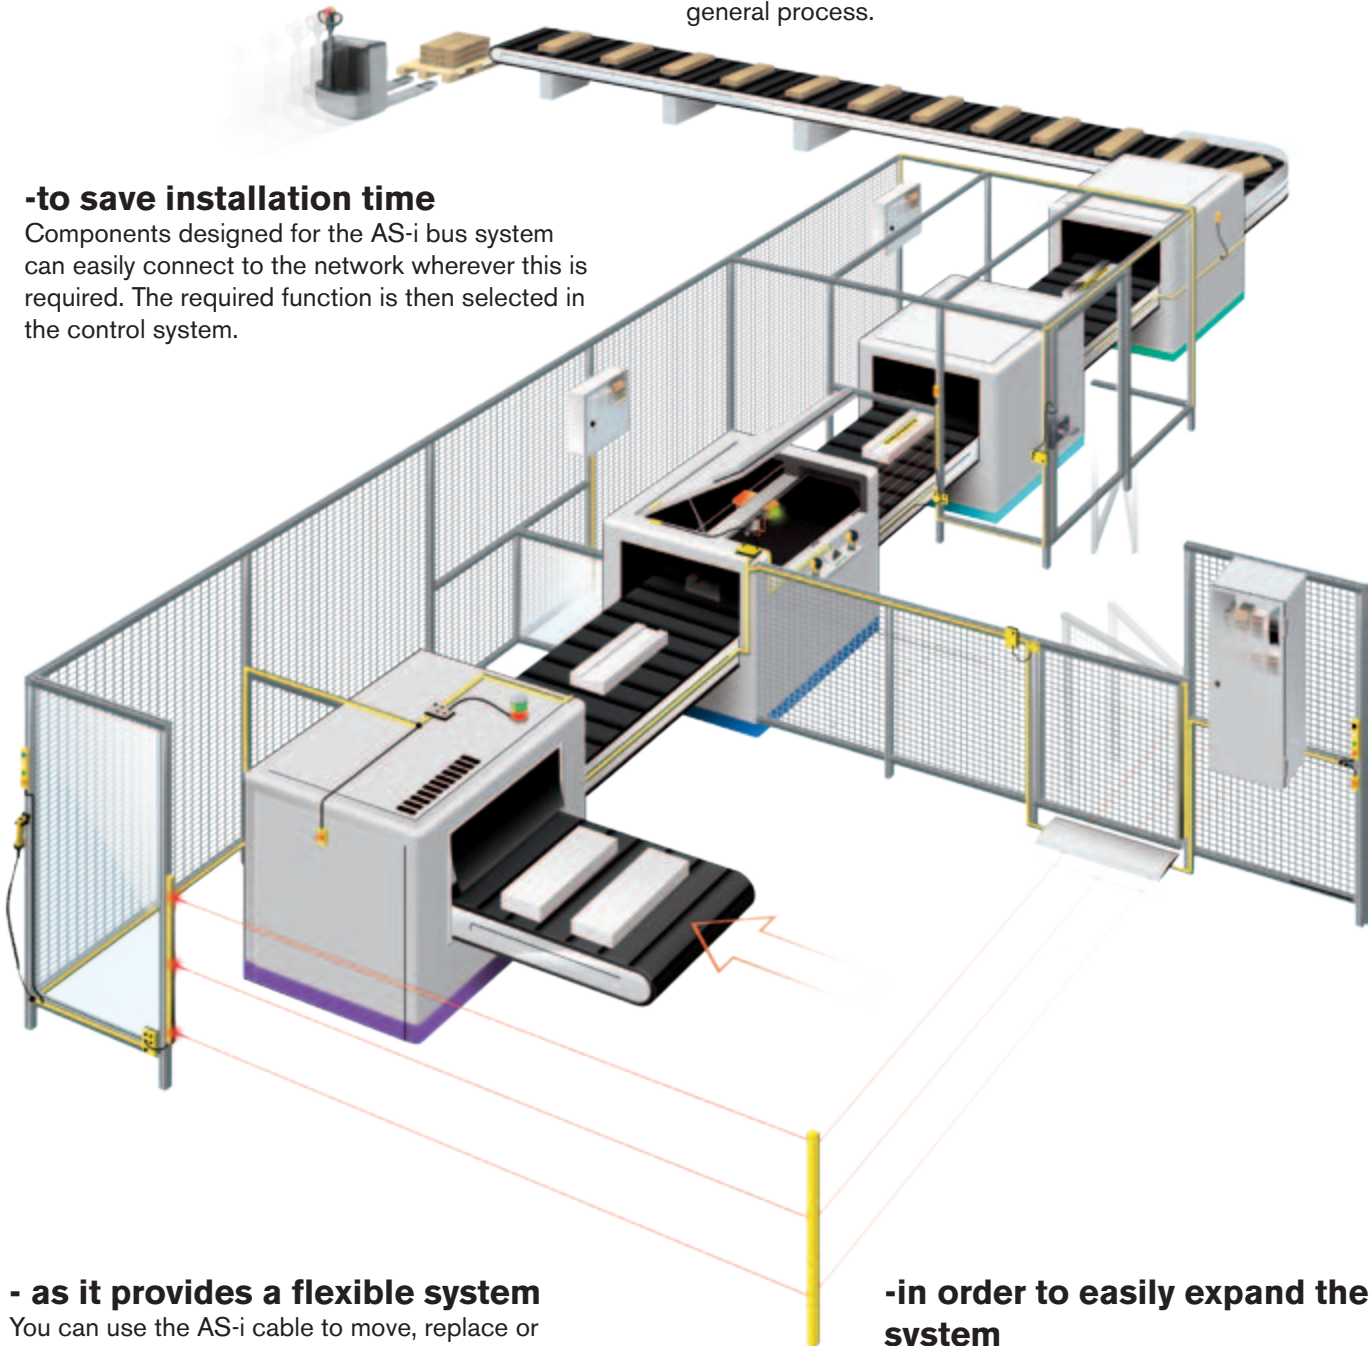 general process.
-to save installation time
Components designed for the AS-i bus system
can easily connect to the network wherever this is
required. The required function is then selected in
the control system.
- as it provides a flexible system
You can use the AS-i cable to move, replace or
-in order to easily expand the
system